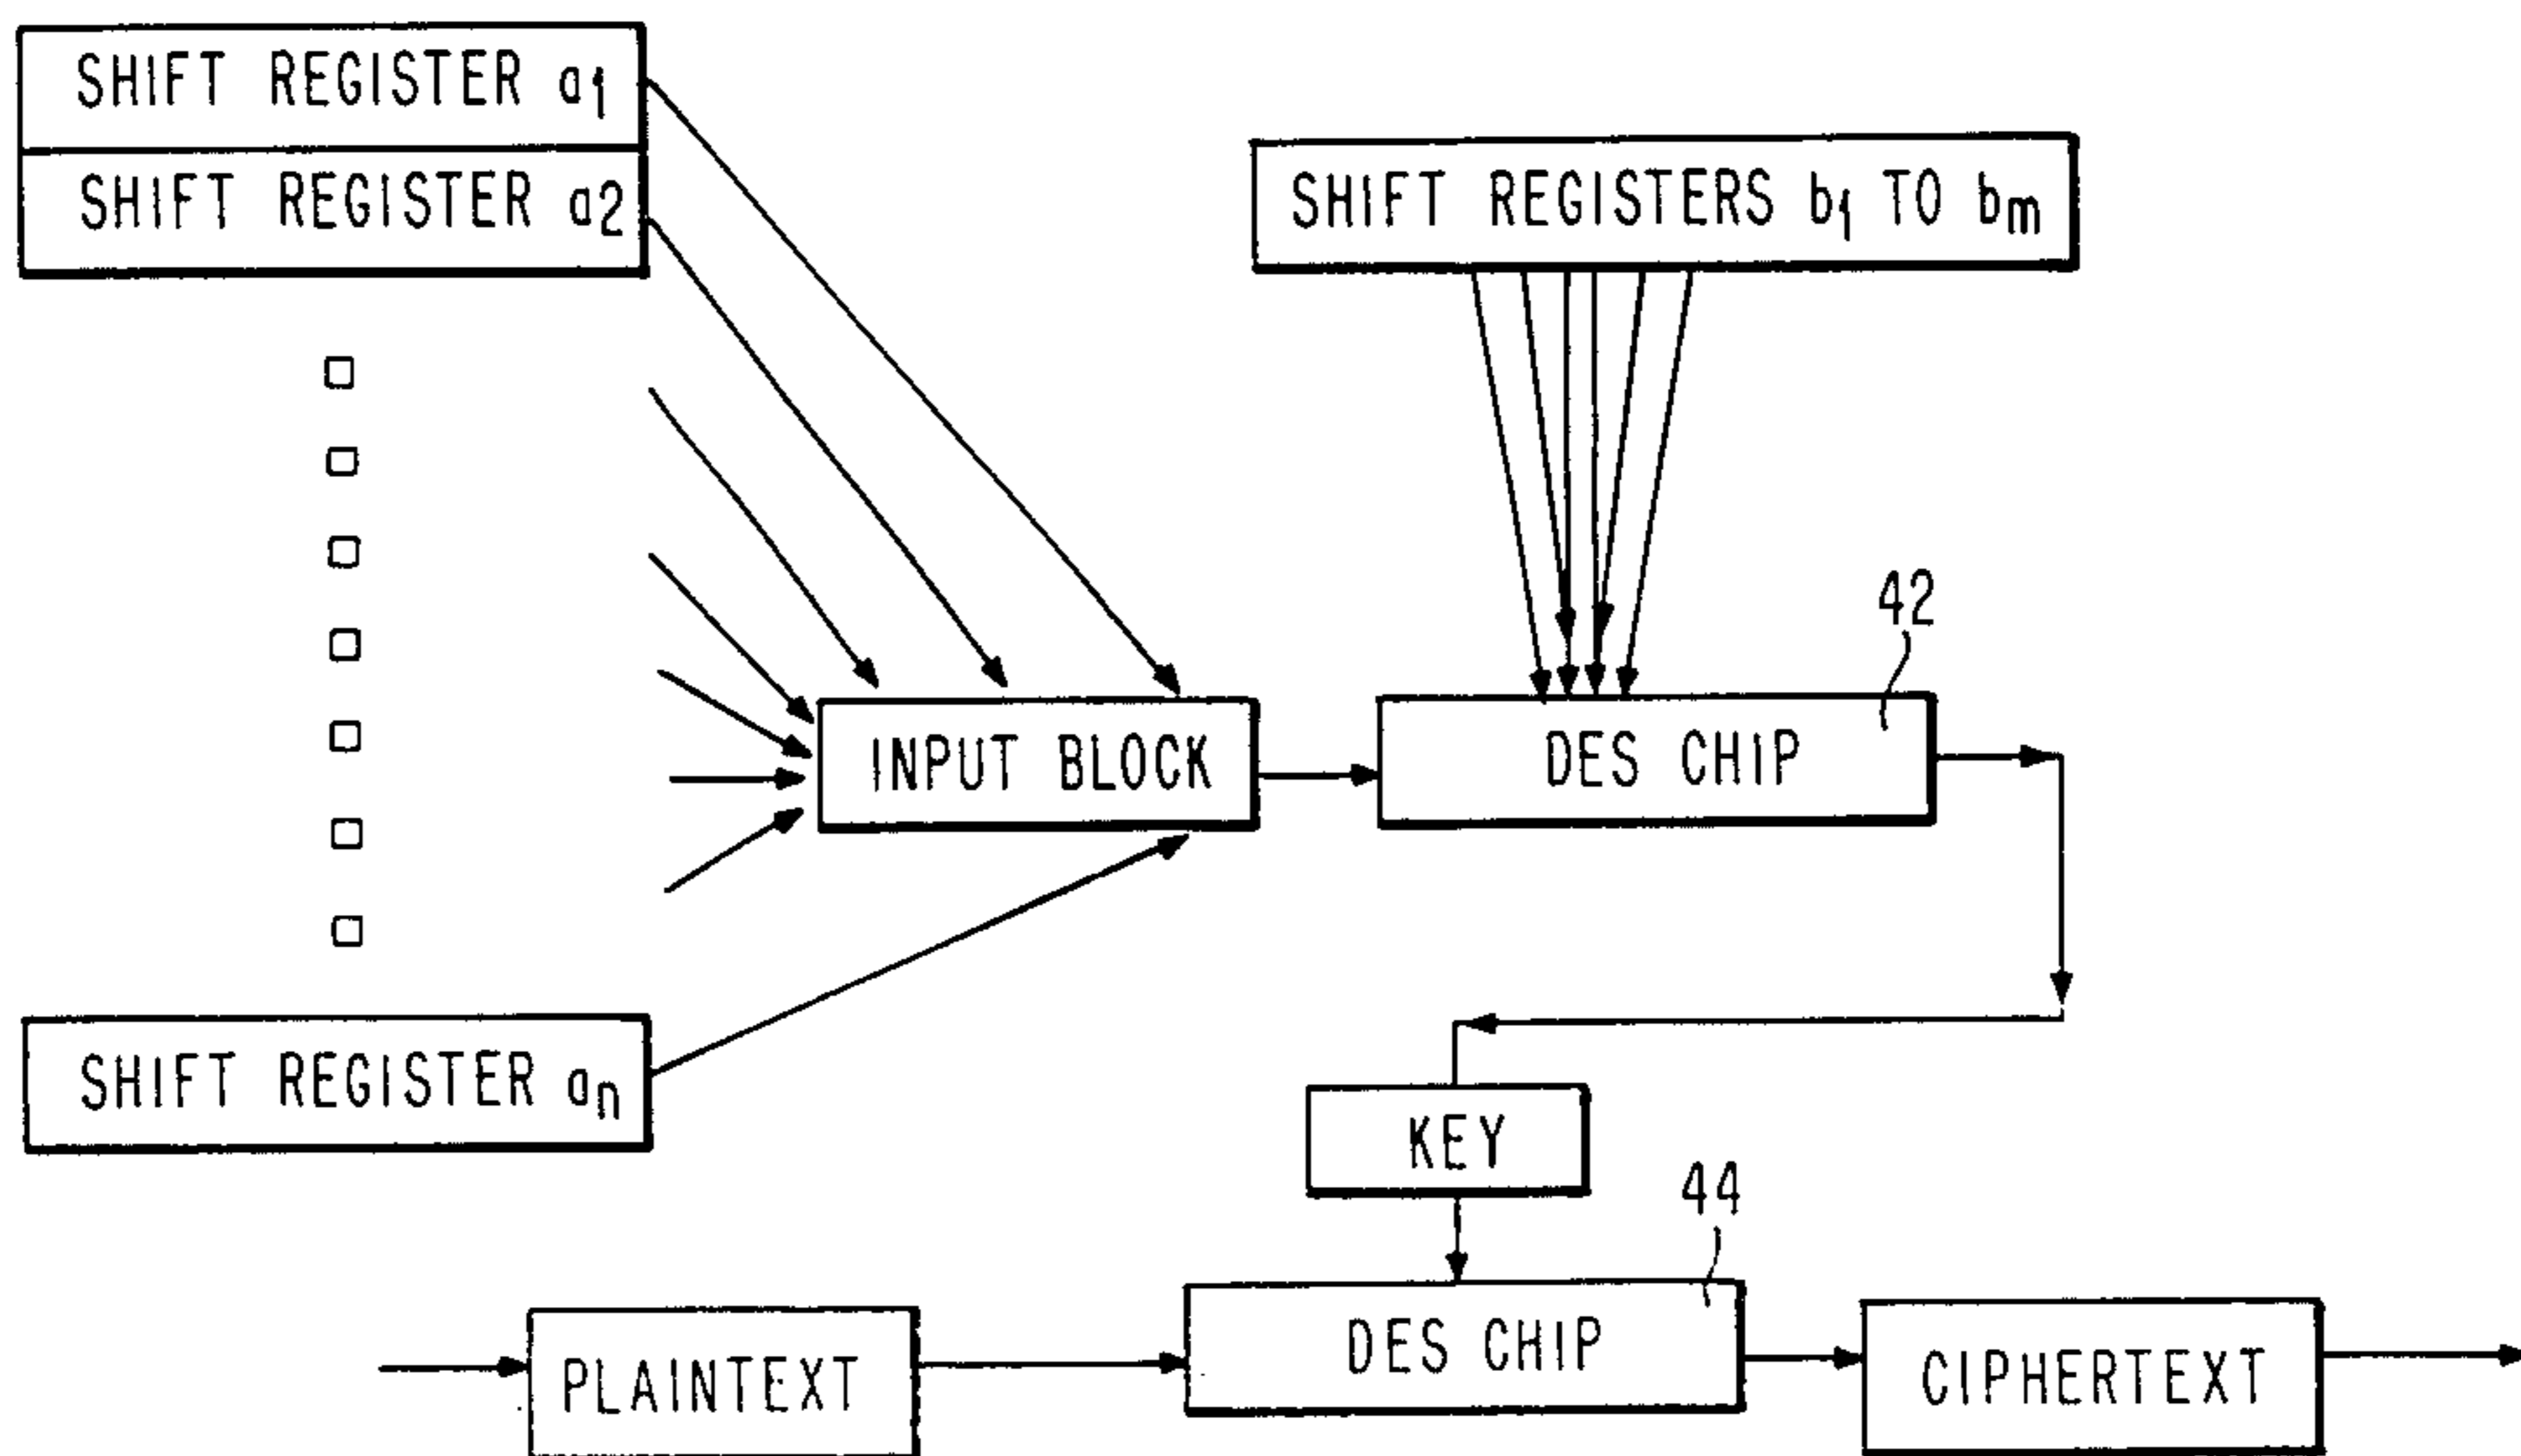 SHIFT REGISTER a1
SHIFT REGISTER a2
SHIFT REGISTERS b1 TO bm
42
INPUT BLOCK
DES CHIP
SHIFT REGISTER an
KEY
44
PLAINTEXT
DES CHIP
CIPHERTEXT